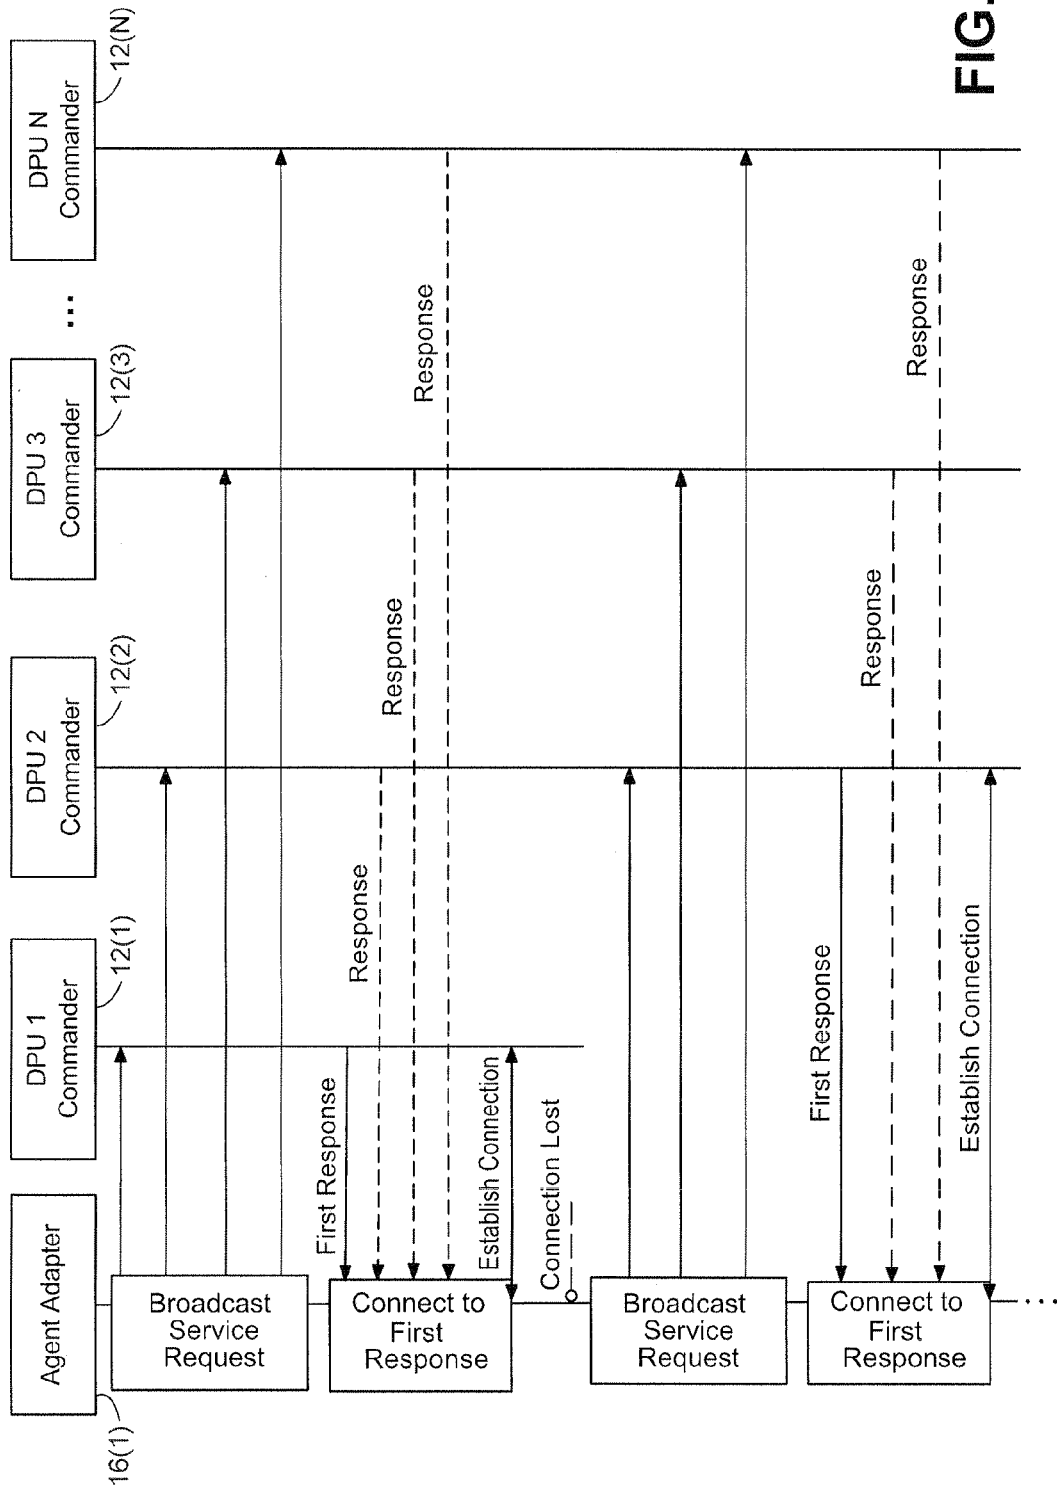 Agent Adapter
16(1)
DPU 1
Commander
12(1)
DPU 2
Commander
12(2)
DPU 3
Commander
12(3)
...
DPU N
Commander
12(N)
Broadcast
Service
Request
First Response
Response
Response
Response
Connect to
First
Response
Establish Connection
Connection Lost
Broadcast
Service
Request
First Response
Response
Response
Connect to
First
Response
Establish Connection
...
FIG.